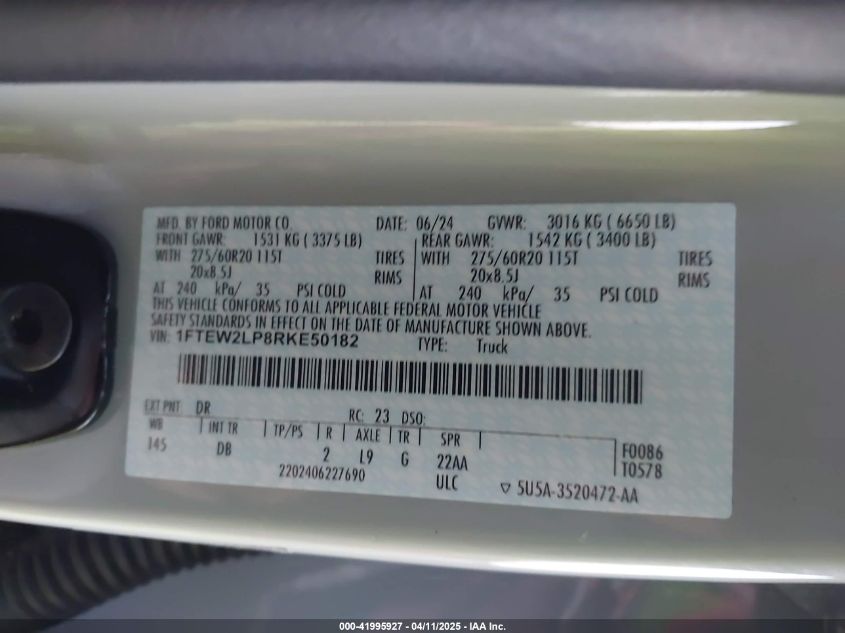 MFD. BY FORD MOTOR CO. DATE: 06/24 GVWR: 3016 KG ( 6650 LB)
FRONT GAWR: 1531 KG ( 3375 LB) REAR GAWR: 1542 KG ( 3400 LB)
WITH 275/60R20 115T TIRES WITH 275/60R20 115T TIRES
20x8.5J RIMS 20x8.5J RIMS
AT 240 kPa/ 35 PSI COLD AT 240 kPa/ 35 PSI COLD
THIS VEHICLE CONFORMS TO ALL APPLICABLE FEDERAL MOTOR VEHICLE
SAFETY STANDARDS IN EFFECT ON THE DATE OF MANUFACTURE SHOWN ABOVE.
VIN: 1FTEW2LP8RKE50182 TYPE: Truck
EXT PNT DR RC: 23 DSO:
WB INT TR TP/PS R AXLE TR SPR
145 DB 2 L9 G 22AA F0086
T0578
2202406227690 ULC ▽ 5U5A-3520472-AA
000-41995927 - 04/11/2025 - IAA Inc.